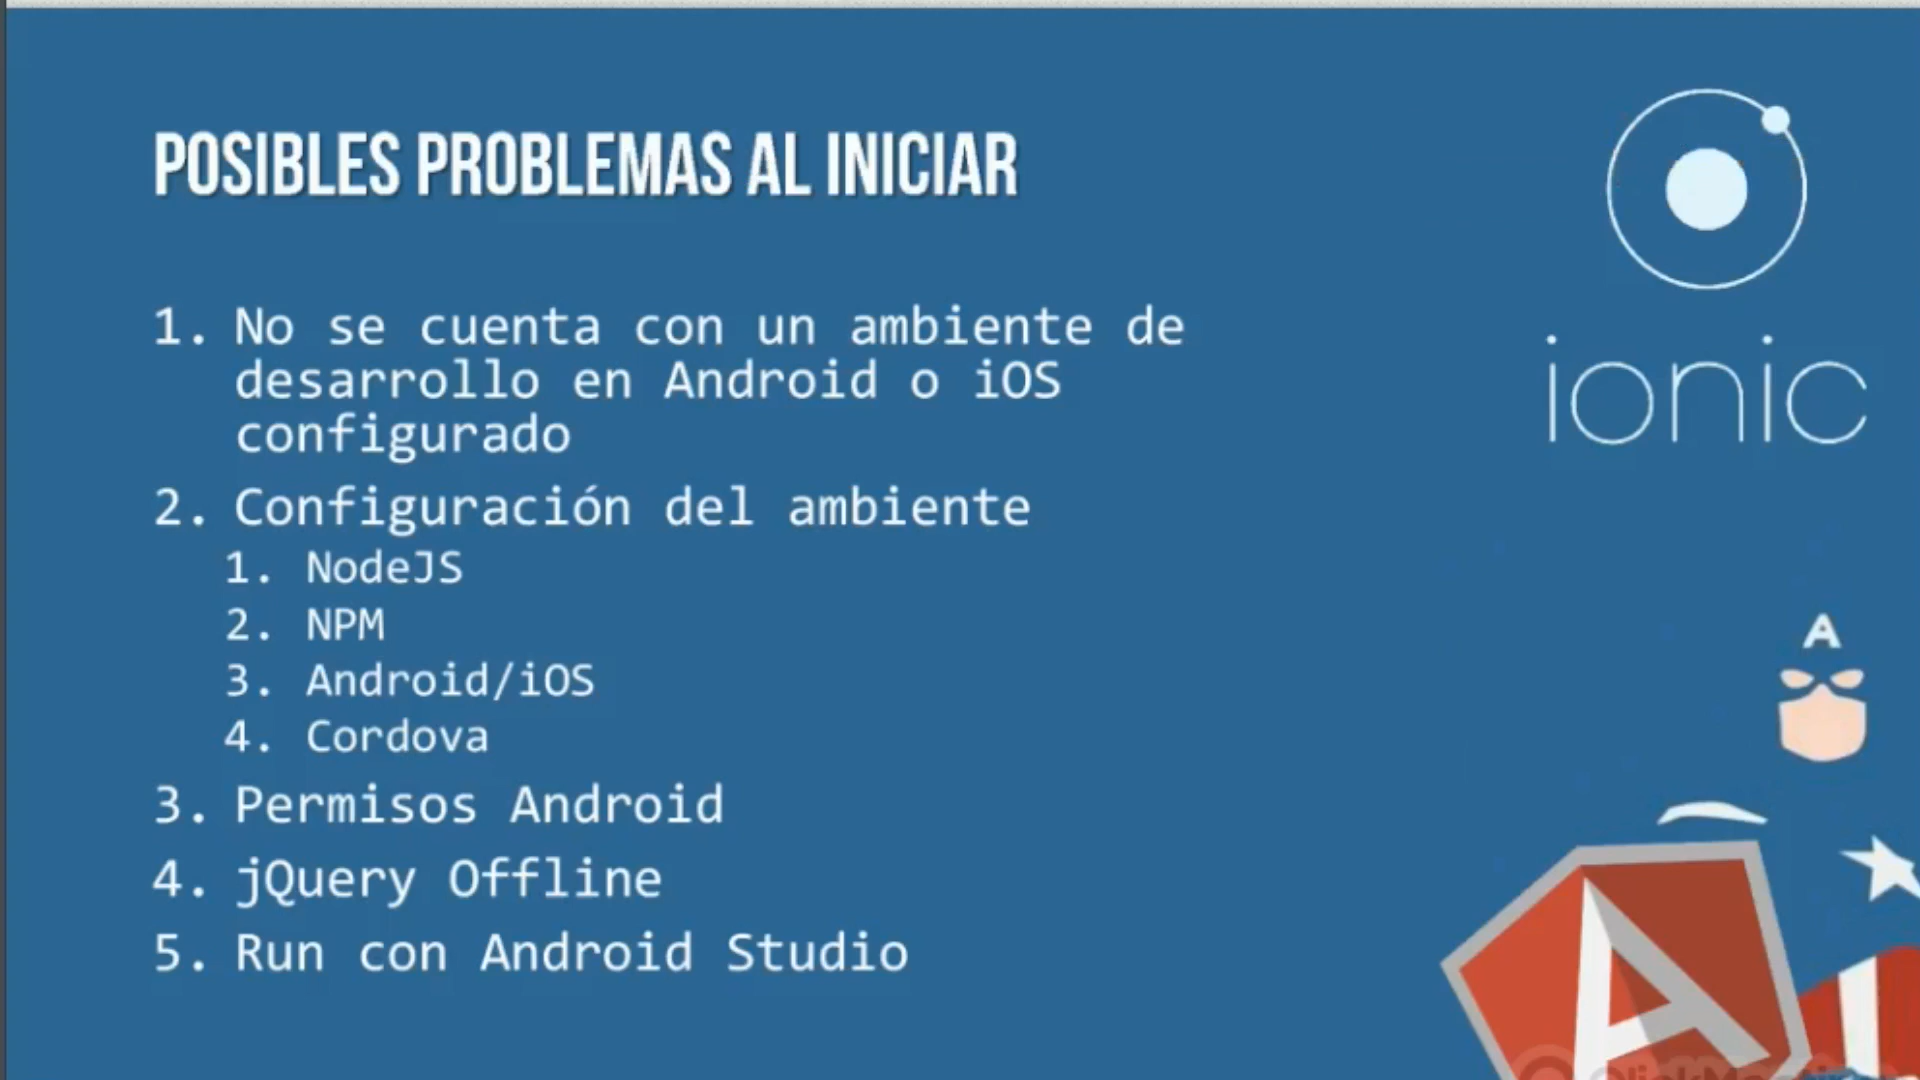 POSIBLES PROBLEMAS AL INICIAR
ionic
1. No se cuenta con un ambiente de
desarrollo en Android o iOS
configurado
2. Configuración del ambiente
1. NodeJS
2. NPM
3. Android/iOS
4. Cordova
3. Permisos Android
4. jQuery Offline
5. Run con Android Studio
A
A